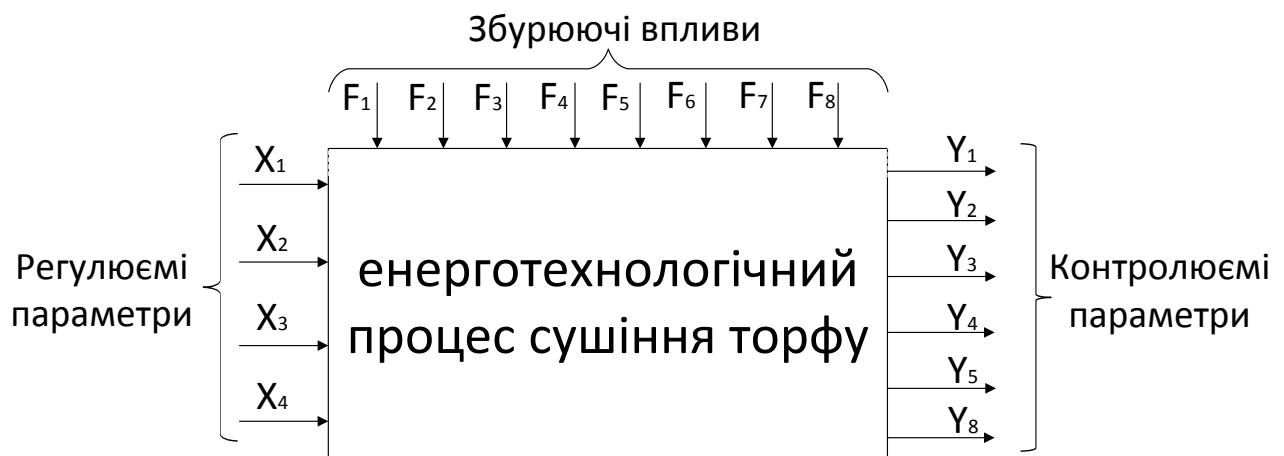 Збурюючі впливи
F₁ F₂ F₃ F₄ F₅ F₆ F₇ F₈
X₁
X₂
X₃
X₄
Регулюємі
параметри
енерготехнологічний
процес сушіння торфу
Y₁
Y₂
Y₃
Y₄
Y₅
Y₈
Контролюємі
параметри